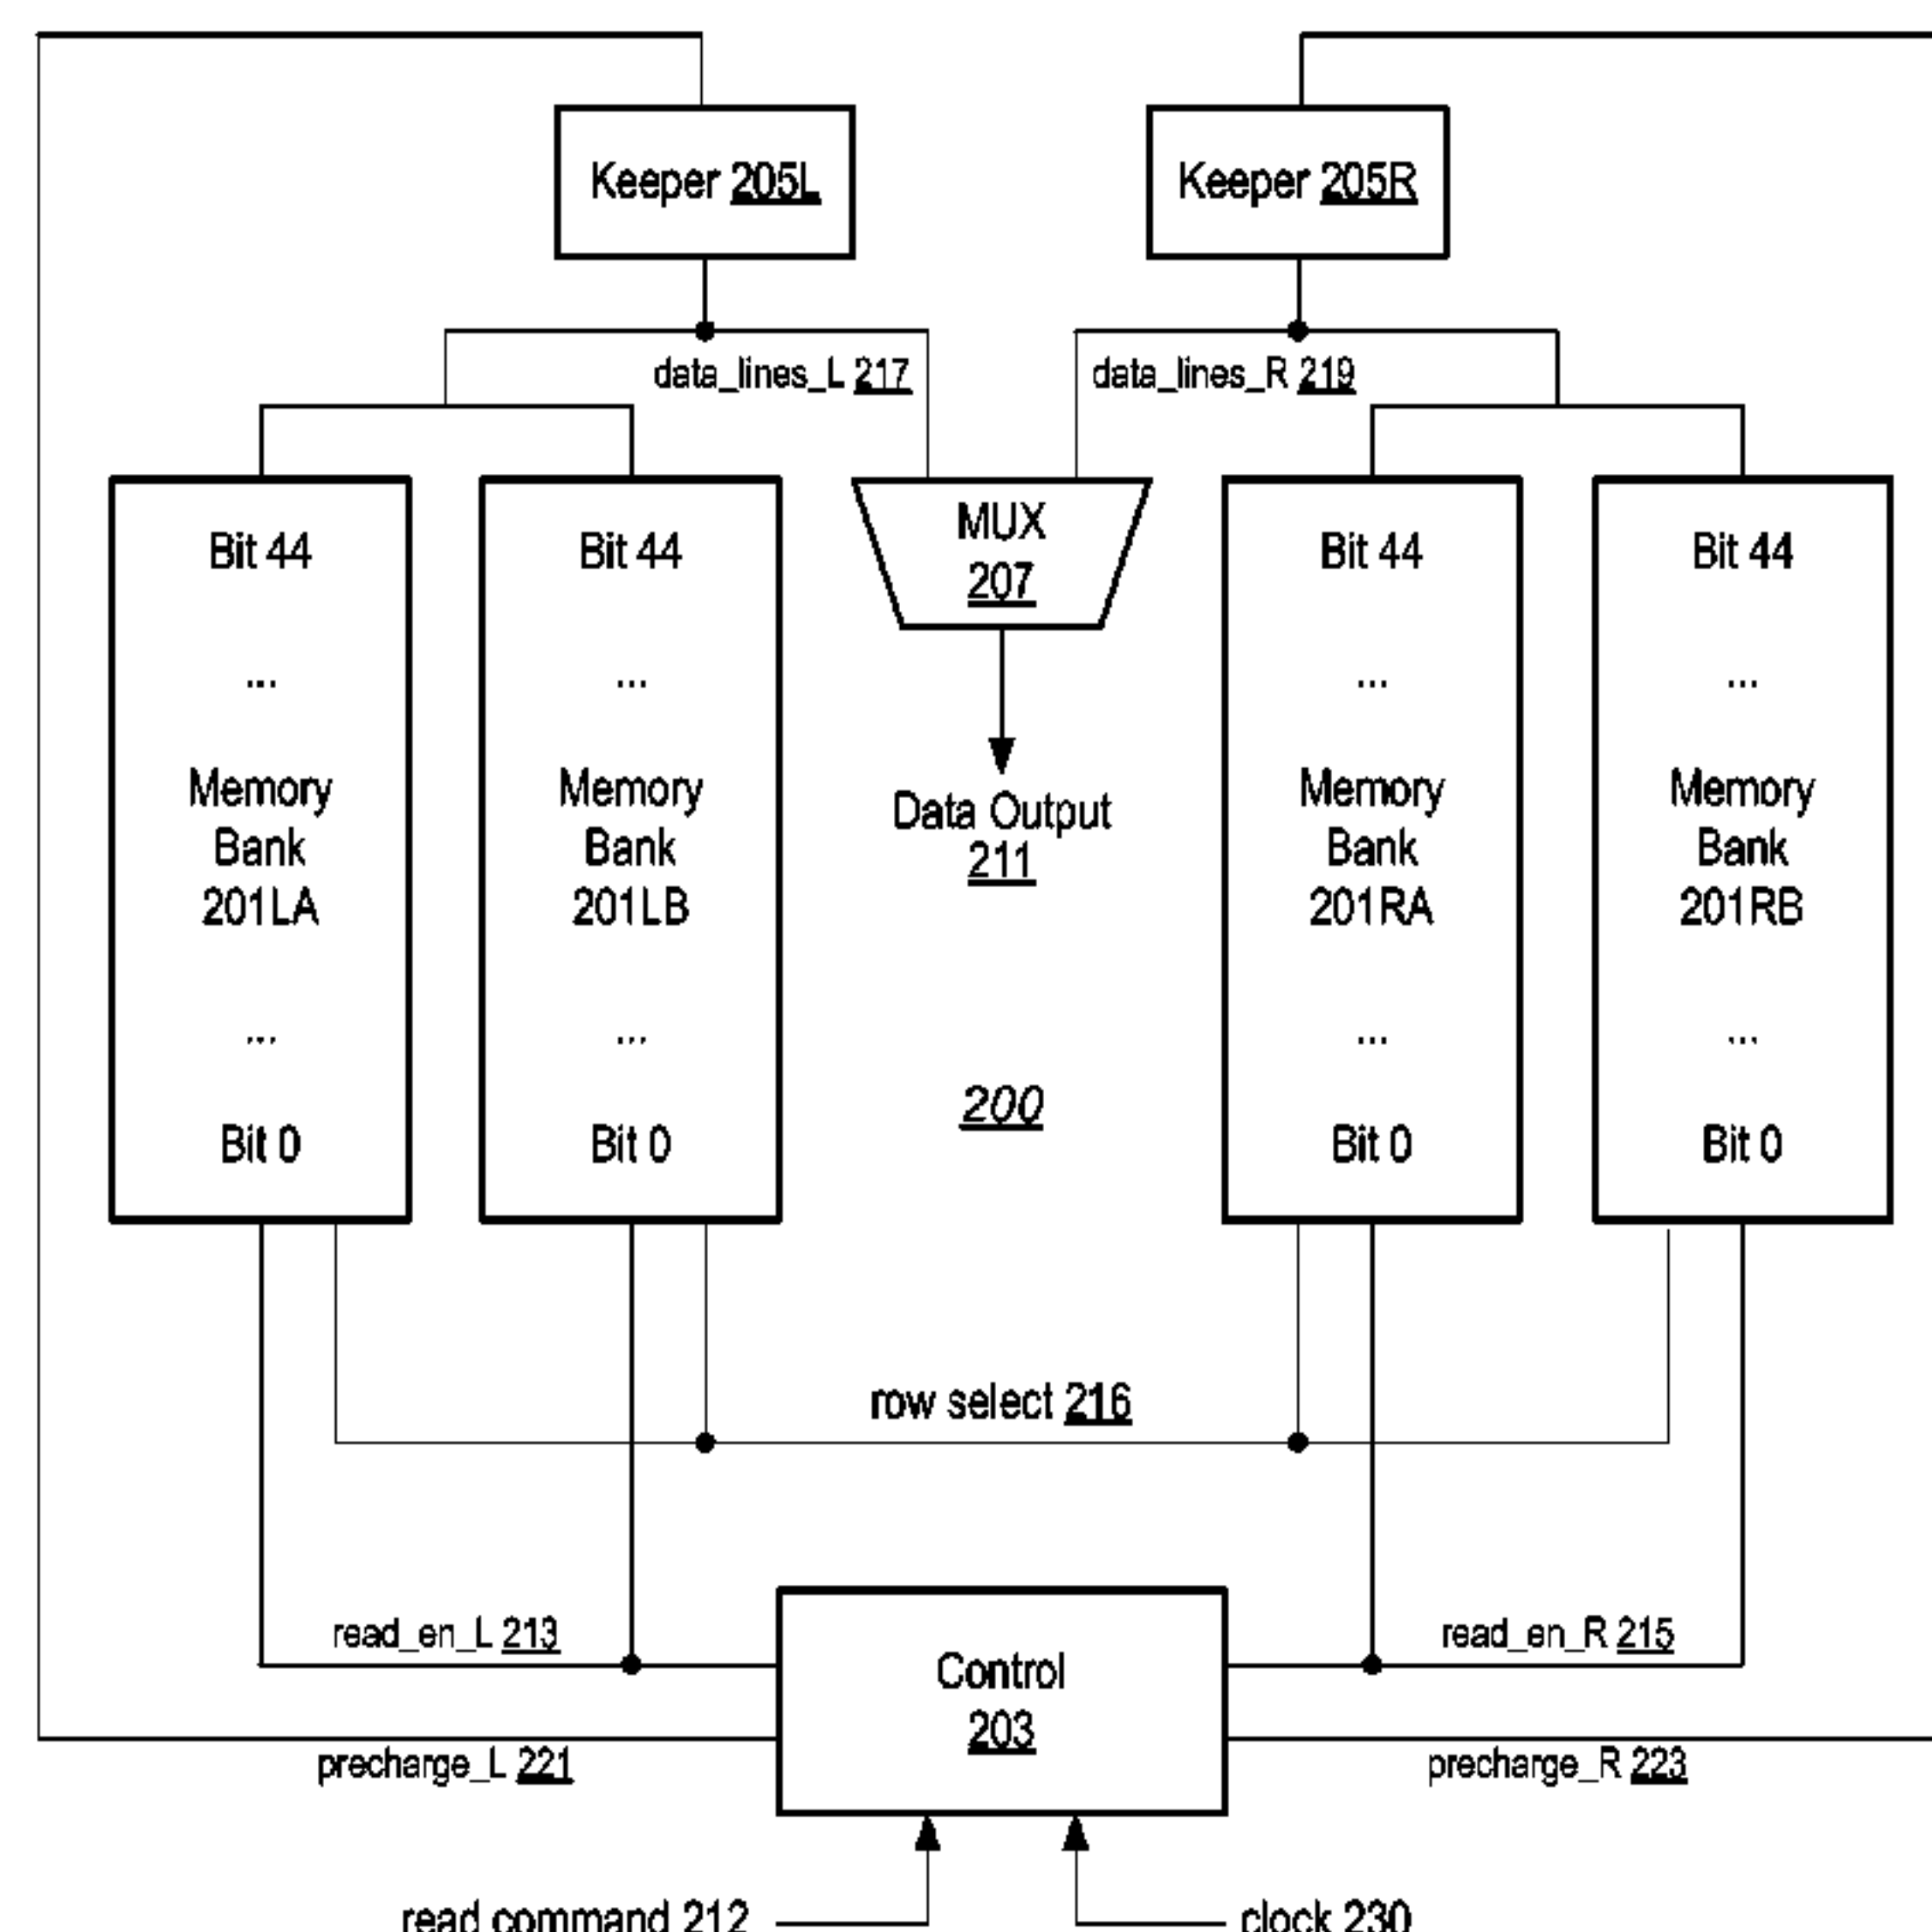 Keeper 205L
Keeper 205R
data_lines_L 217
data_lines_R 219
Bit 44
...
Memory
Bank
201LA
...
Bit 0
Bit 44
...
Memory
Bank
201LB
...
Bit 0
MUX
207
Data Output
211
200
Bit 44
...
Memory
Bank
201RA
...
Bit 0
Bit 44
...
Memory
Bank
201RB
...
Bit 0
row select 216
read_en_L 213
read_en_R 215
Control
203
precharge_L 221
precharge_R 223
read command 212
clock 230